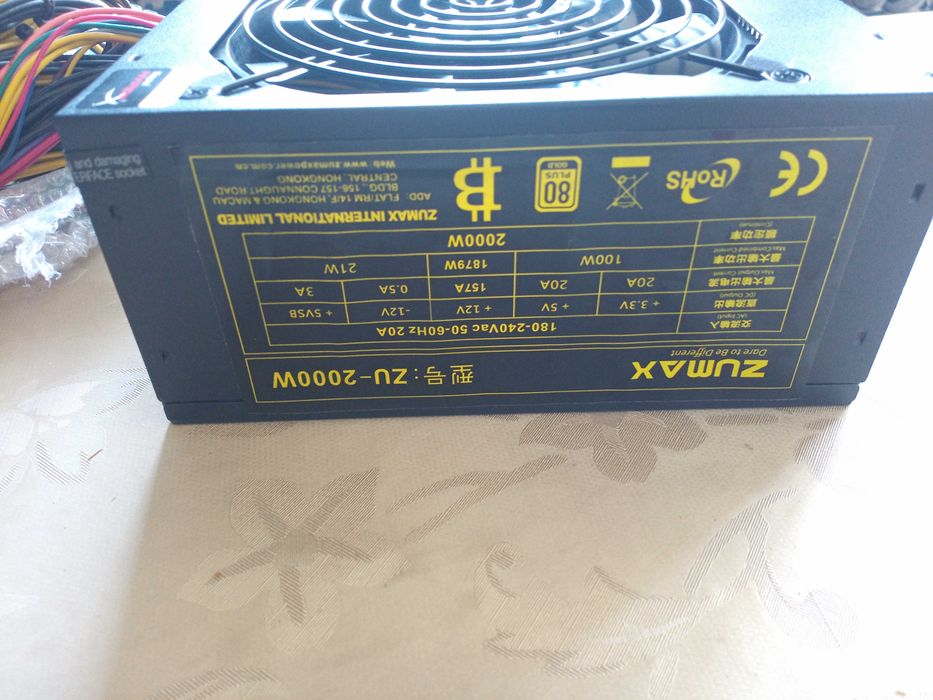 ZUMAX
Dare to Be Different
型号: ZU-2000W
交流输入
(AC Input)
180-240Vac 50-60Hz 20A
直流输出
(DC Output)
+ 3.3V + 5V + 12V -12V + 5VSB
最大输出电流
Max Output Current
20A 20A 157A 0.5A 3A
最大输出功率
Max Combined Current
100W 1879W 21W
额定功率
2000W
CE
RoHS
80
PLUS
GOLD
ZUMAX INTERNATIONAL LIMITED
ADD: FLAT/RM 14/F, HONGKONG & MACAU
BLDG, 156-157 CONNAUGHT ROAD
CENTRAL, HONGKONG
Web www.zumaxpower.com.cn
and damaging
socket